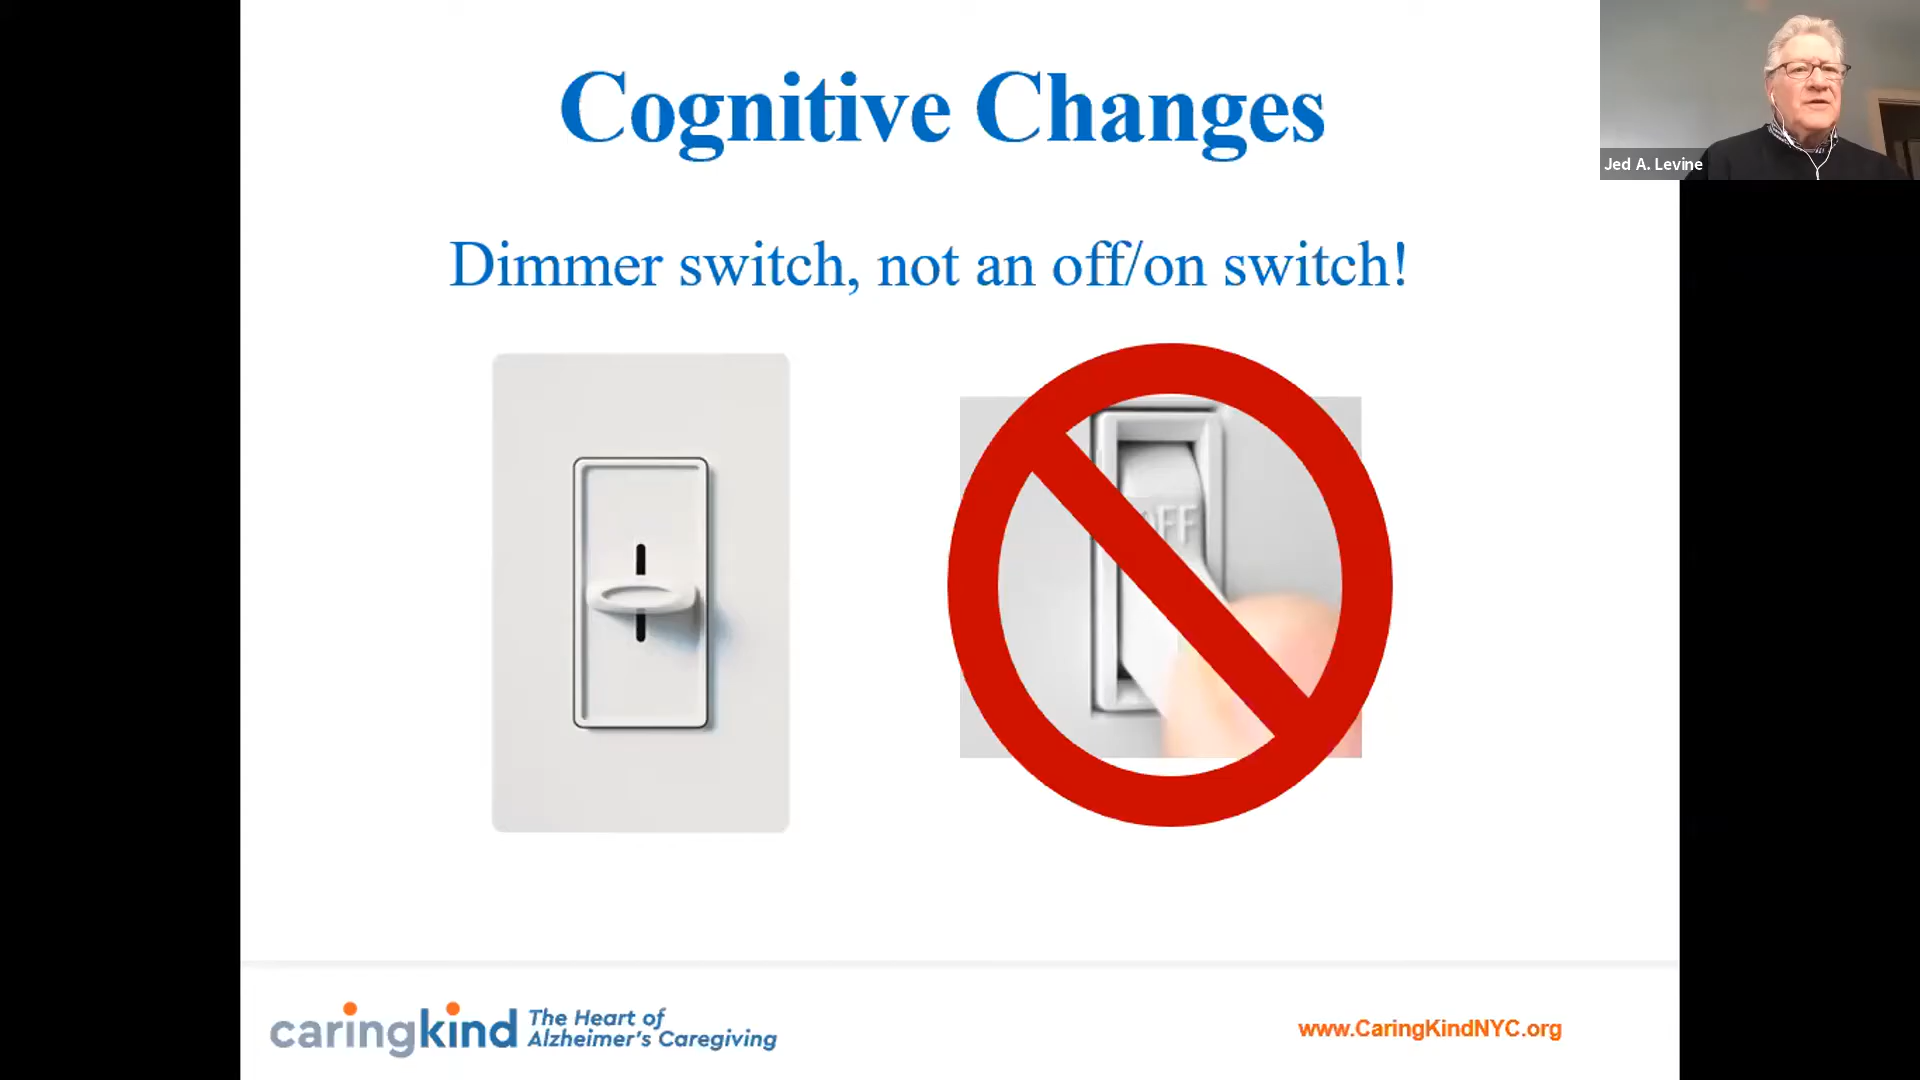 Cognitive Changes
Jed A. Levine
Dimmer switch, not an off/on switch!
OFF
caringkind The Heart of
Alzheimer's Caregiving
www.CaringKindNYC.org